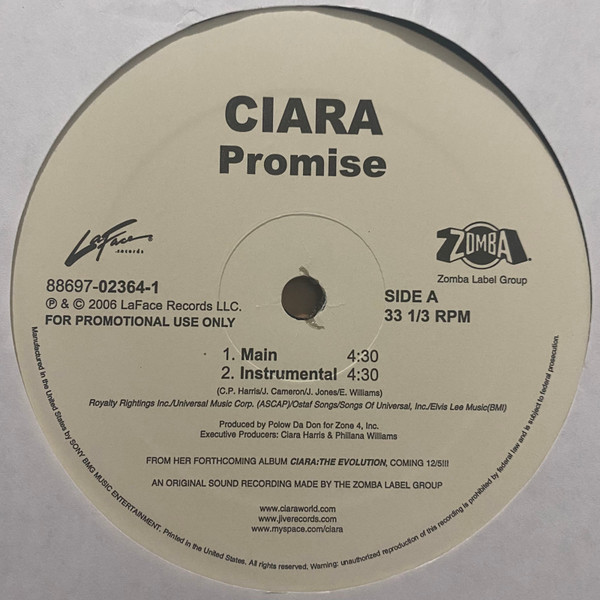 CIARA
Promise
LaFace
records
ZOMBA
Zomba Label Group
88697-02364-1
℗ & © 2006 LaFace Records LLC.
FOR PROMOTIONAL USE ONLY
SIDE A
33 1/3 RPM
1. Main 4:30
2. Instrumental 4:30
(C.P. Harris/J. Cameron/J. Jones/E. Williams)
Royalty Rightings Inc./Universal Music Corp. (ASCAP)/Ostaf Songs/Songs Of Universal, Inc./Elvis Lee Music(BMI)
Produced by Polow Da Don for Zone 4, Inc.
Executive Producers: Ciara Harris & Phillana Williams
FROM HER FORTHCOMING ALBUM CIARA:THE EVOLUTION, COMING 12/5!!!
AN ORIGINAL SOUND RECORDING MADE BY THE ZOMBA LABEL GROUP
www.ciaraworld.com
www.jiverecords.com
www.myspace.com/ciara
Manufactured in the United States by SONY BMG MUSIC ENTERTAINMENT. Printed in the United States. All rights reserved. Warning: unauthorized reproduction of this recording is prohibited by federal law and is subject to federal prosecution.